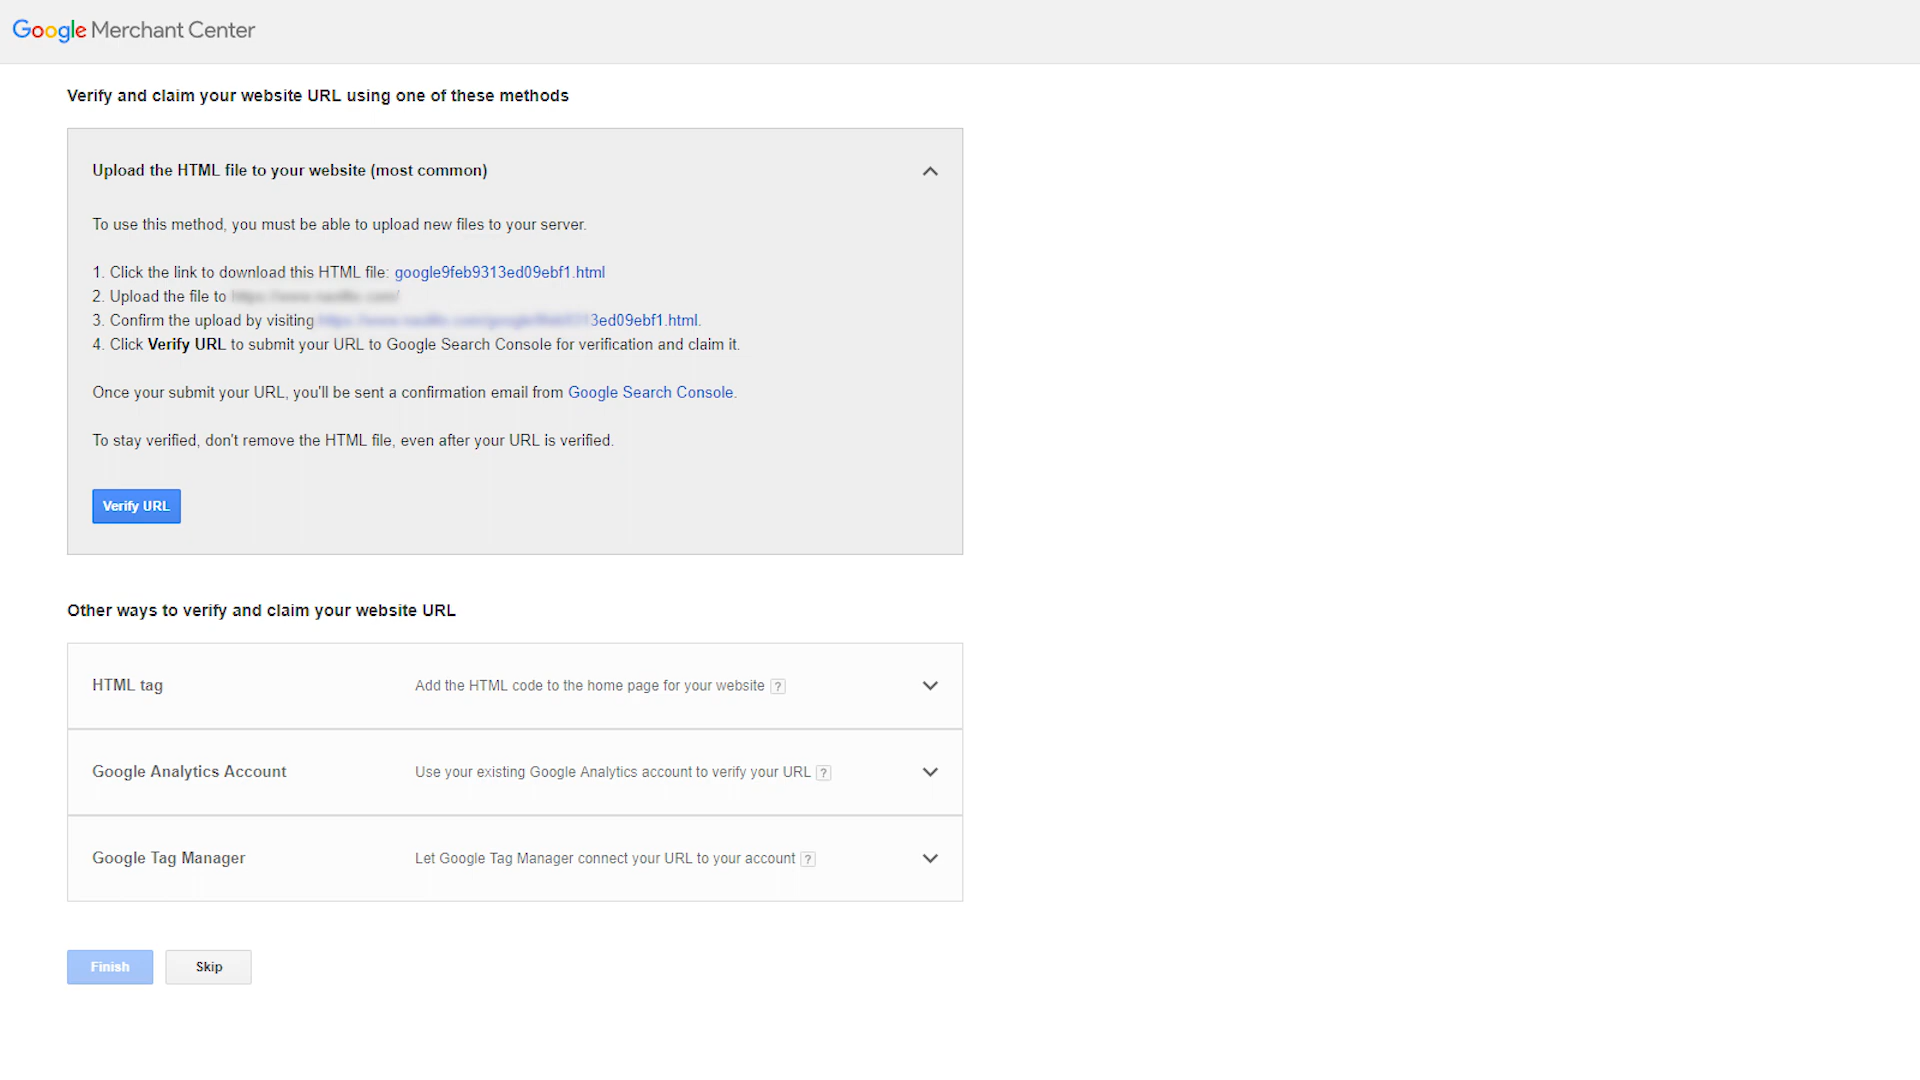 Google Merchant Center
Verify and claim your website URL using one of these methods
Upload the HTML file to your website (most common)
To use this method, you must be able to upload new files to your server.
1. Click the link to download this HTML file: google9feb9313ed09ebf1.html
2. Upload the file to
3. Confirm the upload by visiting 3ed09ebf1.html.
4. Click Verify URL to submit your URL to Google Search Console for verification and claim it.
Once your submit your URL, you'll be sent a confirmation email from Google Search Console.
To stay verified, don't remove the HTML file, even after your URL is verified.
Verify URL
Other ways to verify and claim your website URL
HTML tag Add the HTML code to the home page for your website ?
Google Analytics Account Use your existing Google Analytics account to verify your URL ?
Google Tag Manager Let Google Tag Manager connect your URL to your account ?
Finish Skip